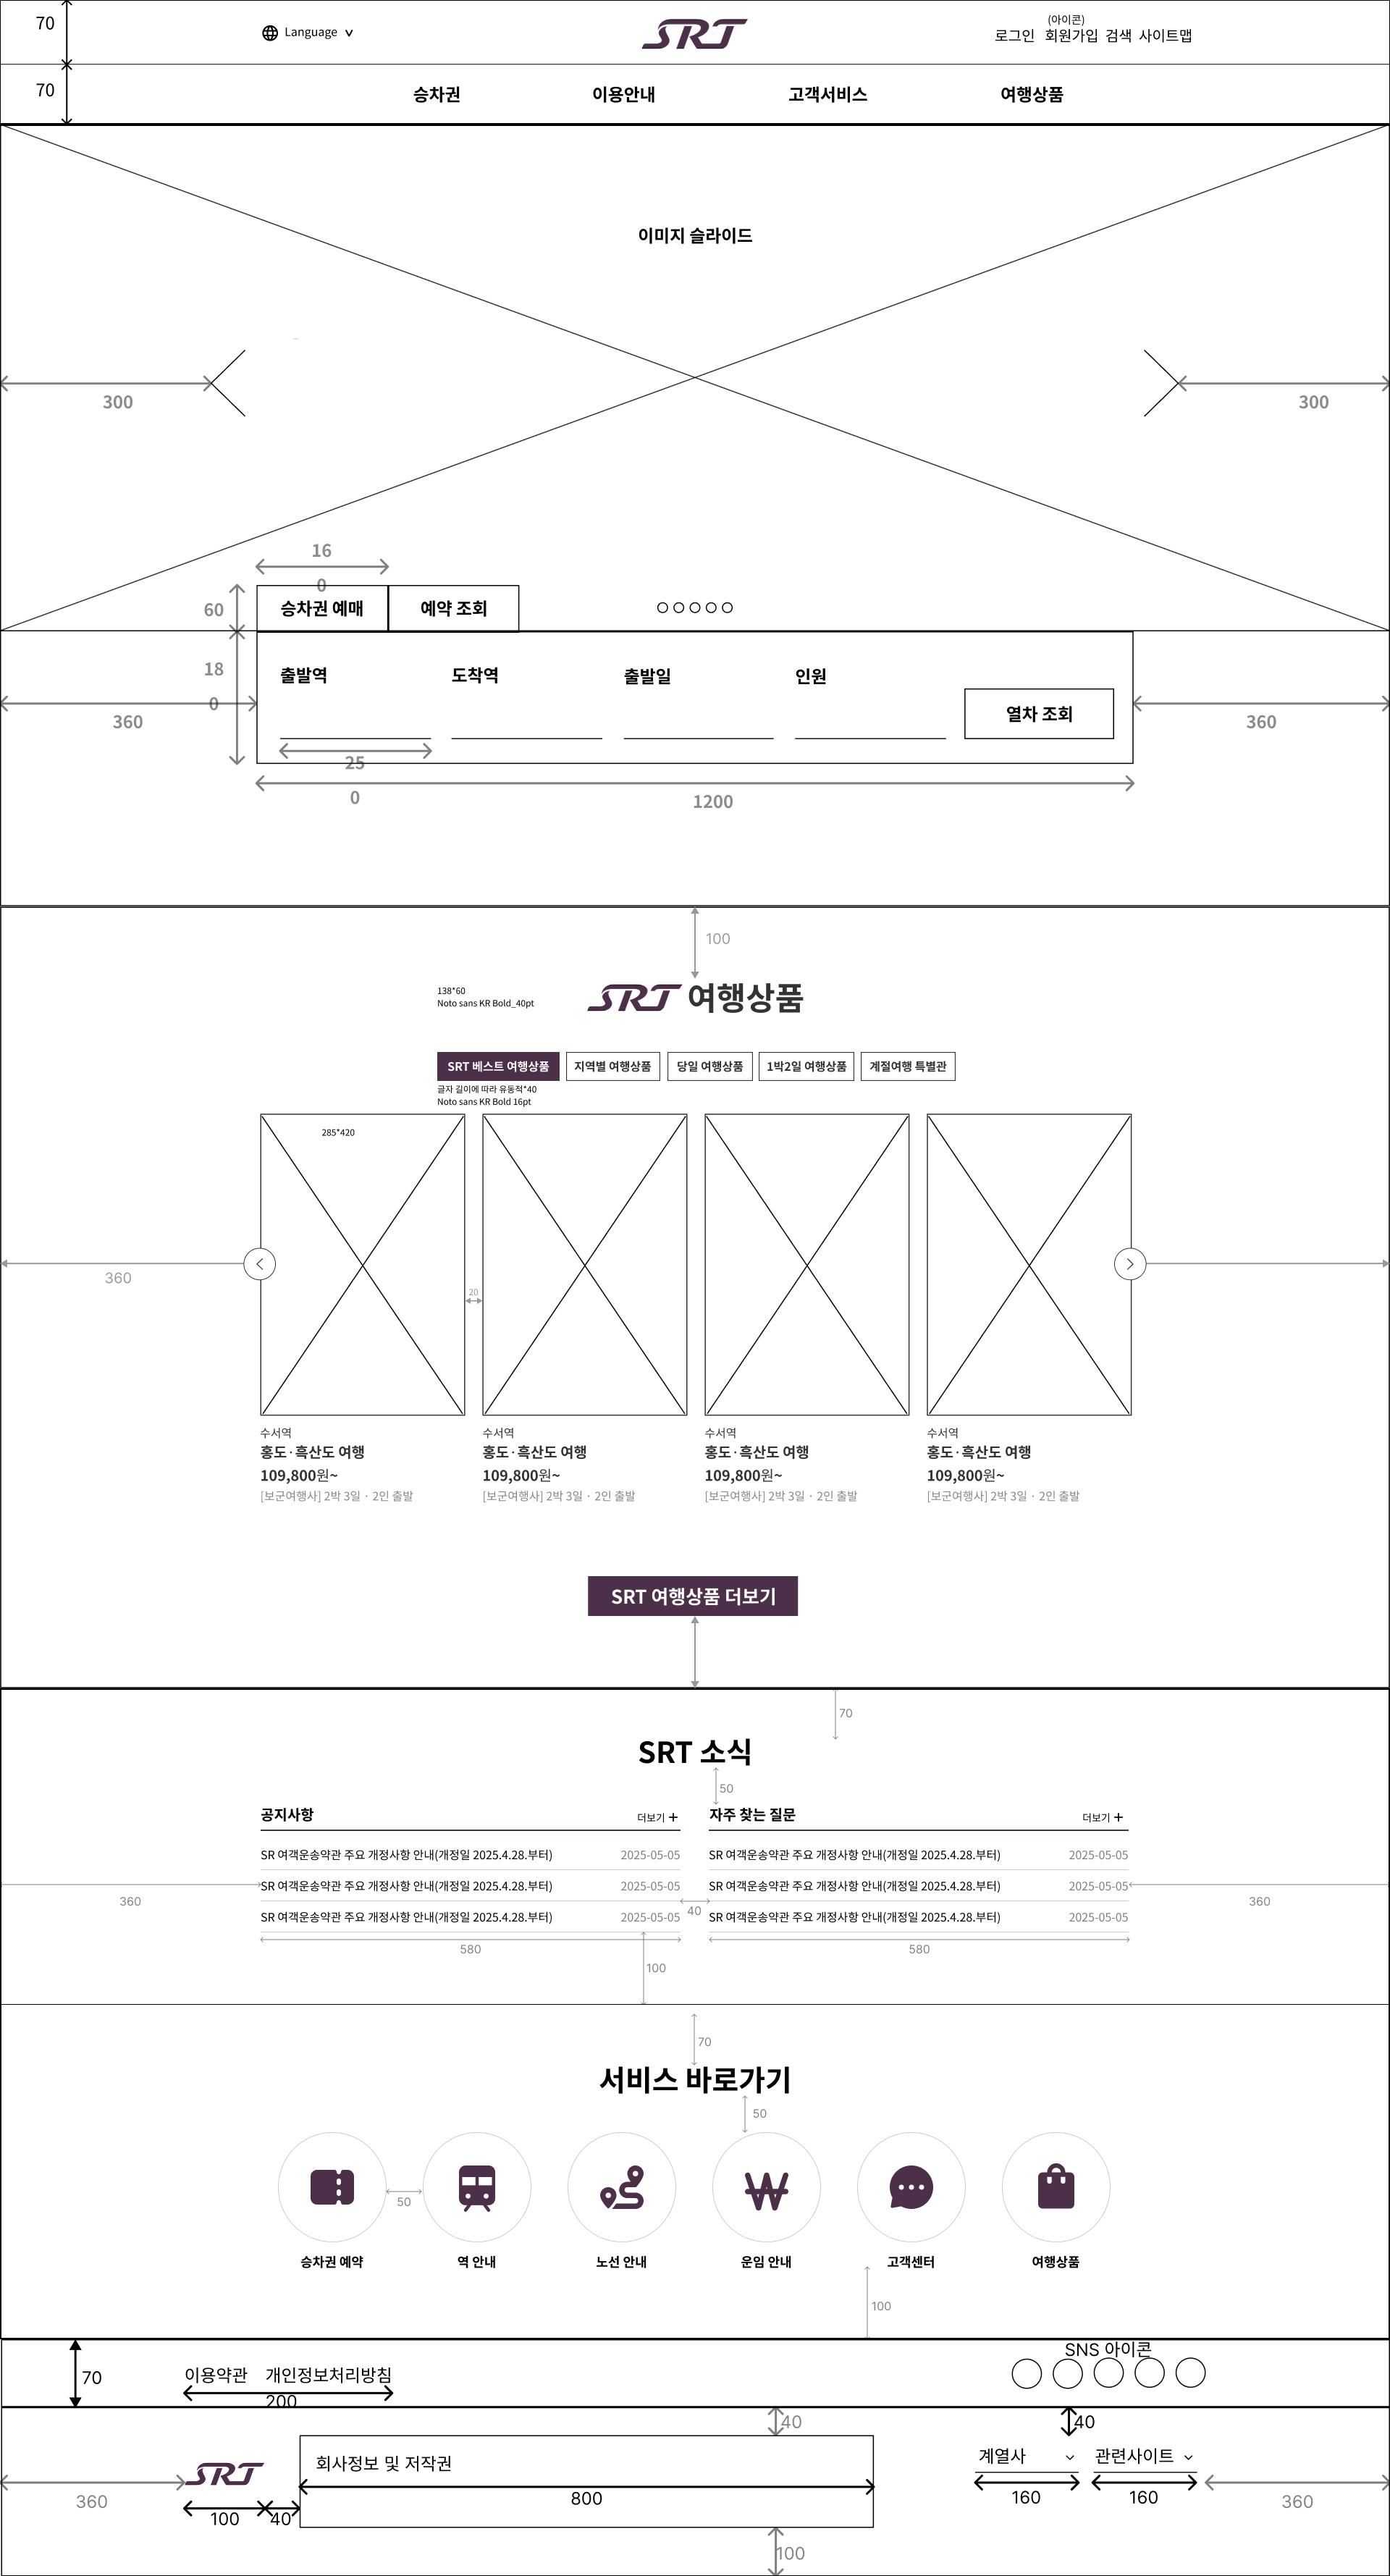 70
Language
SRT
(아이콘)
로그인 회원가입 검색 사이트맵
70
승차권 이용안내 고객서비스 여행상품
이미지 슬라이드
300
300
16
0
60
승차권 예매
예약 조회
18
0
출발역
도착역
출발일
인원
열차 조회
360
360
25
0
1200
100
138*60
Noto sans KR Bold_40pt
SRT 여행상품
SRT 베스트 여행상품
지역별 여행상품
당일 여행상품
1박2일 여행상품
계절여행 특별관
글자 길이에 따라 유동적*40
Noto sans KR Bold 16pt
285*420
360
20
수서역
홍도·흑산도 여행
109,800원~
[보군여행사] 2박 3일 · 2인 출발
수서역
홍도·흑산도 여행
109,800원~
[보군여행사] 2박 3일 · 2인 출발
수서역
홍도·흑산도 여행
109,800원~
[보군여행사] 2박 3일 · 2인 출발
수서역
홍도·흑산도 여행
109,800원~
[보군여행사] 2박 3일 · 2인 출발
SRT 여행상품 더보기
70
SRT 소식
50
공지사항
더보기 +
SR 여객운송약관 주요 개정사항 안내(개정일 2025.4.28.부터) 2025-05-05
SR 여객운송약관 주요 개정사항 안내(개정일 2025.4.28.부터) 2025-05-05
SR 여객운송약관 주요 개정사항 안내(개정일 2025.4.28.부터) 2025-05-05
자주 찾는 질문
더보기 +
SR 여객운송약관 주요 개정사항 안내(개정일 2025.4.28.부터) 2025-05-05
SR 여객운송약관 주요 개정사항 안내(개정일 2025.4.28.부터) 2025-05-05
SR 여객운송약관 주요 개정사항 안내(개정일 2025.4.28.부터) 2025-05-05
360
40
360
580
580
100
70
서비스 바로가기
50
50
승차권 예약
역 안내
노선 안내
운임 안내
고객센터
여행상품
100
SNS 아이콘
70
이용약관 개인정보처리방침
200
40
40
회사정보 및 저작권
계열사
관련사이트
SRT
360
800
160
160
360
100
40
100